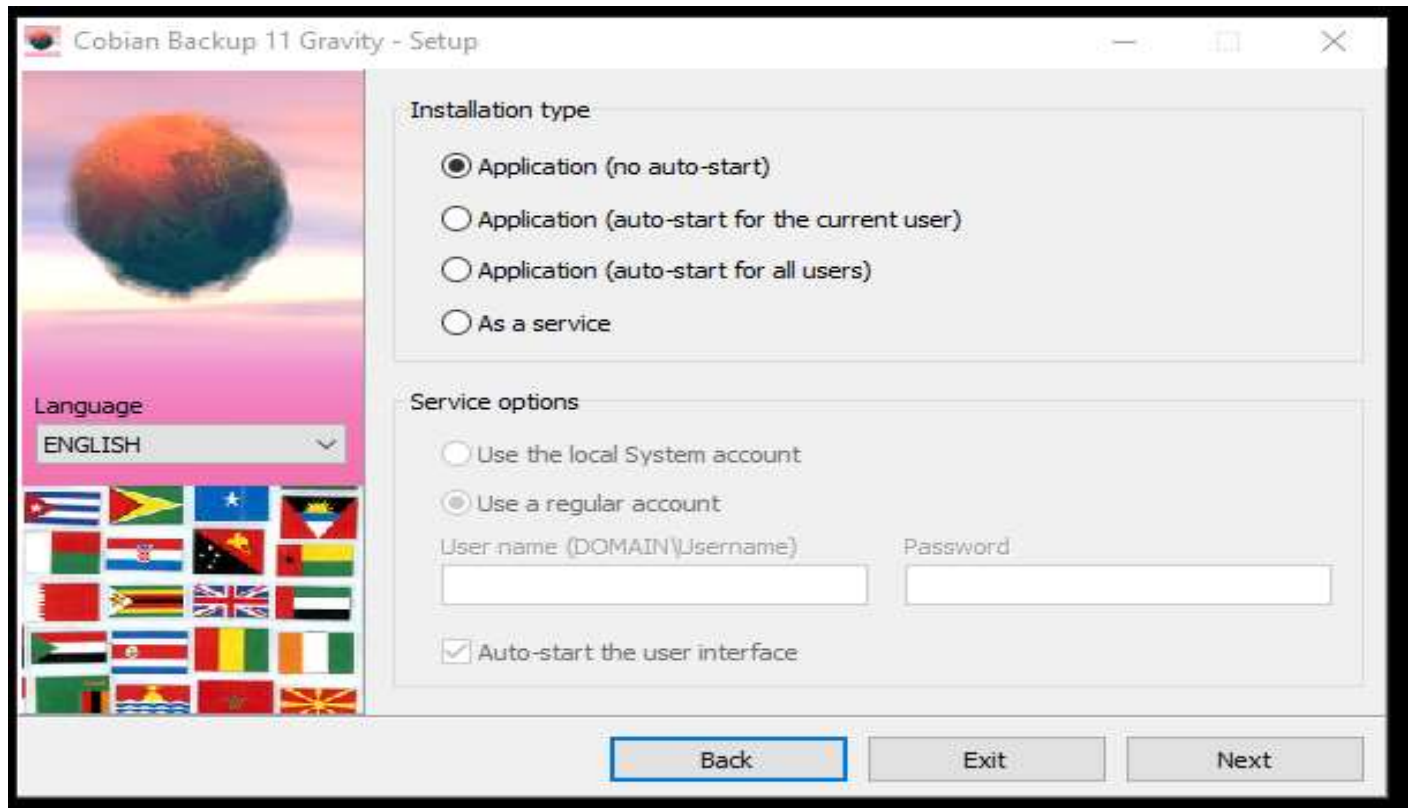 Cobian Backup 11 Gravity - Setup
Installation type
Application (no auto-start)
Application (auto-start for the current user)
Application (auto-start for all users)
As a service
Language
ENGLISH
Service options
Use the local System account
Use a regular account
User name (DOMAIN\Username) Password
Auto-start the user interface
Back Exit Next